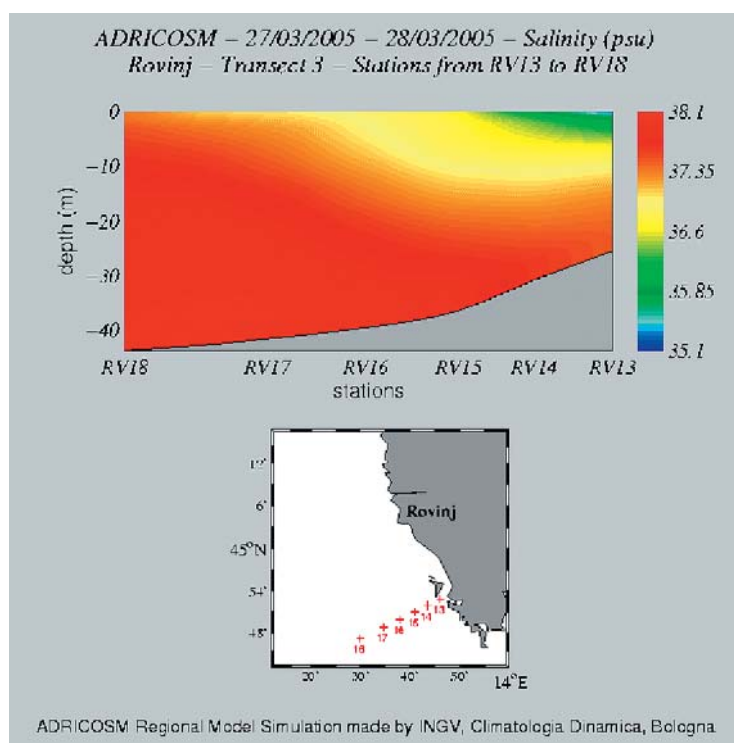 ADRICOSM – 27/03/2005 – 28/03/2005 – Salinity (psu)
Rovinj – Transect 3 – Stations from RV13 to RV18
0
−10
−20
−30
−40
depth (m)
RV18 RV17 RV16 RV15 RV14 RV13
stations
38.1
37.35
36.6
35.85
35.1
6'
45°N
54'
48'
Rovinj
13
14
15
16
17
18
20' 30' 40' 50' 14°E
ADRICOSM Regional Model Simulation made by INGV, Climatologia Dinamica, Bologna